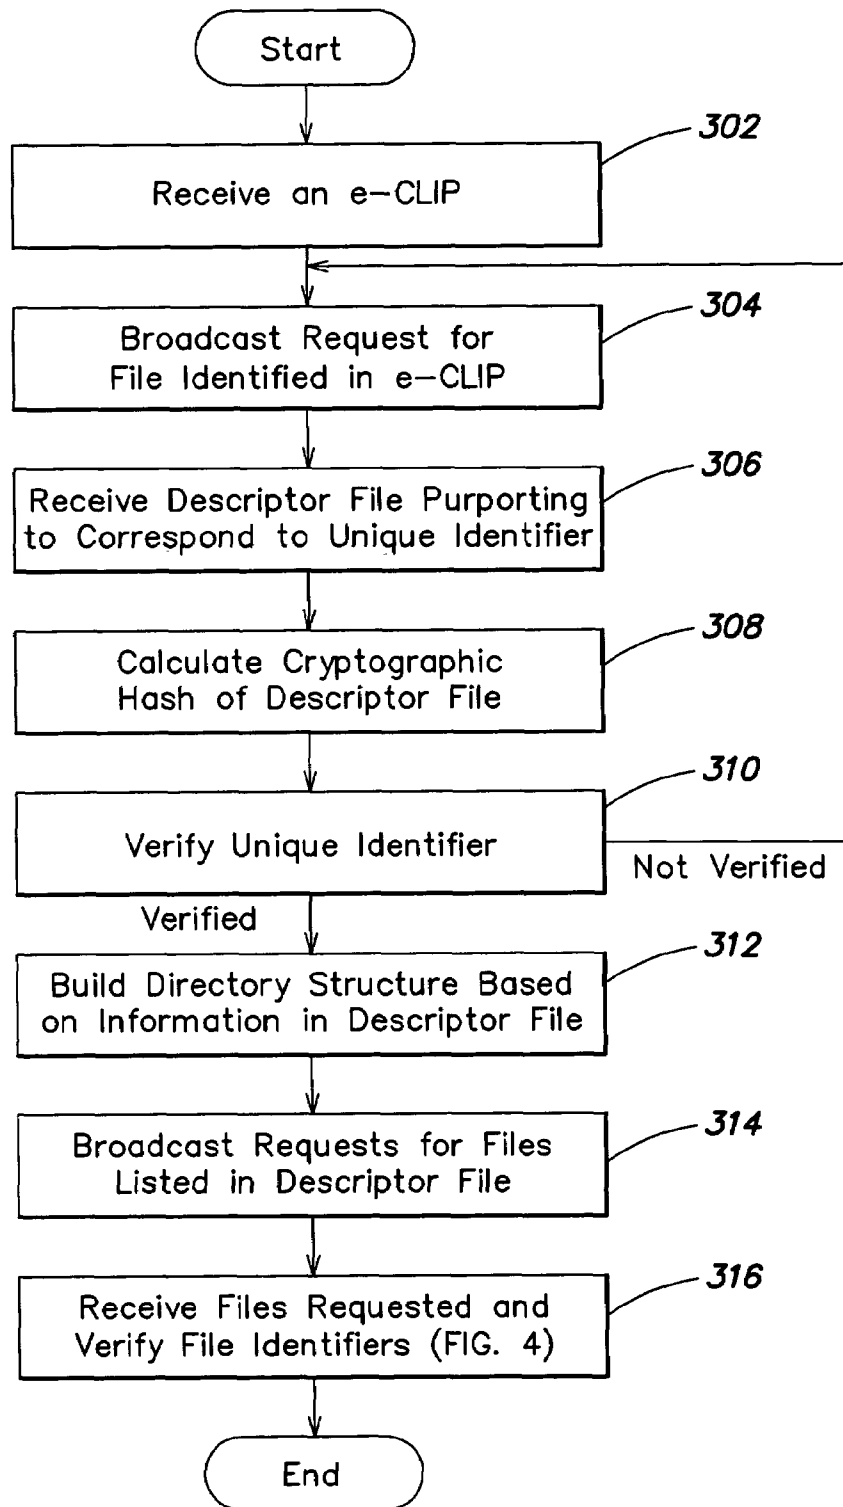 Start
302
Receive an e-CLIP
304
Broadcast Request for
File Identified in e-CLIP
306
Receive Descriptor File Purporting
to Correspond to Unique Identifier
308
Calculate Cryptographic
Hash of Descriptor File
310
Verify Unique Identifier
Not Verified
Verified
312
Build Directory Structure Based
on Information in Descriptor File
314
Broadcast Requests for Files
Listed in Descriptor File
316
Receive Files Requested and
Verify File Identifiers (FIG. 4)
End